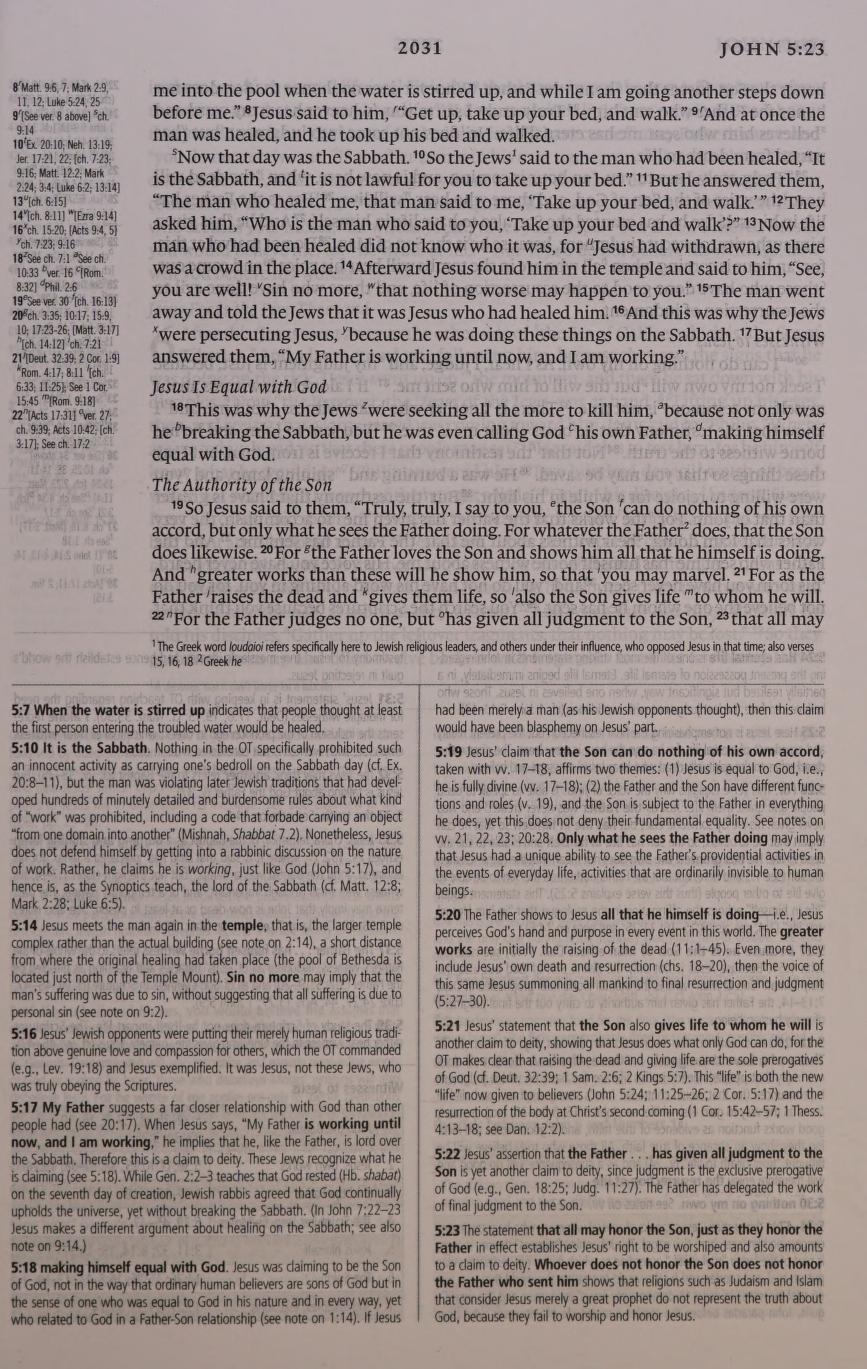 2031 JOHN 5:23
8ʳMatt. 9:6, 7; Mark 2:9,
11, 12; Luke 5:24, 25
9ʳ[See ver. 8 above] ˢch.
9:14
10ᵗEx. 20:10; Neh. 13:19;
Jer. 17:21, 22; [ch. 7:23;
9:16; Matt. 12:2; Mark
2:24; 3:4; Luke 6:2; 13:14]
13ᵘ[ch. 6:15]
14ᵛ[ch. 8:11] ʷ[Ezra 9:14]
16ˣch. 15:20; [Acts 9:4, 5]
ʸch. 7:23; 9:16
18ᶻSee ch. 7:1 ᵃSee ch.
10:33 ᵇver. 16 ᶜ[Rom.
8:32] ᵈPhil. 2:6
19ᵉSee ver. 30 ᶠ[ch. 16:13]
20ᵍch. 3:35; 10:17; 15:9,
10; 17:23-26; [Matt. 3:17]
ʰ[ch. 14:12] ⁱch. 7:21
21ʲ[Deut. 32:39; 2 Cor. 1:9]
ᵏRom. 4:17; 8:11 ˡ[ch.
6:33; 11:25]; See 1 Cor.
15:45 ᵐ[Rom. 9:18]
22ⁿ[Acts 17:31] ᵒver. 27;
ch. 9:39; Acts 10:42; [ch.
3:17]; See ch. 17:2
me into the pool when the water is stirred up, and while I am going another steps down
before me.” ⁸Jesus said to him, ʳ“Get up, take up your bed, and walk.” ⁹ʳAnd at once the
man was healed, and he took up his bed and walked.
ˢNow that day was the Sabbath. ¹⁰So the Jews¹ said to the man who had been healed, “It
is the Sabbath, and ᵗit is not lawful for you to take up your bed.” ¹¹But he answered them,
“The man who healed me, that man said to me, ‘Take up your bed, and walk.’” ¹²They
asked him, “Who is the man who said to you, ‘Take up your bed and walk’?” ¹³Now the
man who had been healed did not know who it was, for ᵘJesus had withdrawn, as there
was a crowd in the place. ¹⁴Afterward Jesus found him in the temple and said to him, “See,
you are well! ᵛSin no more, ʷthat nothing worse may happen to you.” ¹⁵The man went
away and told the Jews that it was Jesus who had healed him. ¹⁶And this was why the Jews
ˣwere persecuting Jesus, ʸbecause he was doing these things on the Sabbath. ¹⁷But Jesus
answered them, “My Father is working until now, and I am working.”
Jesus Is Equal with God
¹⁸This was why the Jews ᶻwere seeking all the more to kill him, ᵃbecause not only was
he ᵇbreaking the Sabbath, but he was even calling God ᶜhis own Father, ᵈmaking himself
equal with God.
The Authority of the Son
¹⁹So Jesus said to them, “Truly, truly, I say to you, ᵉthe Son ᶠcan do nothing of his own
accord, but only what he sees the Father doing. For whatever the Father² does, that the Son
does likewise. ²⁰For ᵍthe Father loves the Son and shows him all that he himself is doing.
And ʰgreater works than these will he show him, so that ⁱyou may marvel. ²¹For as the
Father ʲraises the dead and ᵏgives them life, so ˡalso the Son gives life ᵐto whom he will.
²²ⁿFor the Father judges no one, but ᵒhas given all judgment to the Son, ²³that all may
¹The Greek word Ioudaioi refers specifically here to Jewish religious leaders, and others under their influence, who opposed Jesus in that time; also verses
15, 16, 18 ²Greek he
5:7 When the water is stirred up indicates that people thought at least
the first person entering the troubled water would be healed.
5:10 It is the Sabbath. Nothing in the OT specifically prohibited such
an innocent activity as carrying one’s bedroll on the Sabbath day (cf. Ex.
20:8–11), but the man was violating later Jewish traditions that had devel-
oped hundreds of minutely detailed and burdensome rules about what kind
of “work” was prohibited, including a code that forbade carrying an object
“from one domain into another” (Mishnah, Shabbat 7.2). Nonetheless, Jesus
does not defend himself by getting into a rabbinic discussion on the nature
of work. Rather, he claims he is working, just like God (John 5:17), and
hence is, as the Synoptics teach, the lord of the Sabbath (cf. Matt. 12:8;
Mark 2:28; Luke 6:5).
5:14 Jesus meets the man again in the temple, that is, the larger temple
complex rather than the actual building (see note on 2:14), a short distance
from where the original healing had taken place (the pool of Bethesda is
located just north of the Temple Mount). Sin no more may imply that the
man’s suffering was due to sin, without suggesting that all suffering is due to
personal sin (see note on 9:2).
5:16 Jesus’ Jewish opponents were putting their merely human religious tradi-
tion above genuine love and compassion for others, which the OT commanded
(e.g., Lev. 19:18) and Jesus exemplified. It was Jesus, not these Jews, who
was truly obeying the Scriptures.
5:17 My Father suggests a far closer relationship with God than other
people had (see 20:17). When Jesus says, “My Father is working until
now, and I am working,” he implies that he, like the Father, is lord over
the Sabbath. Therefore this is a claim to deity. These Jews recognize what he
is claiming (see 5:18). While Gen. 2:2–3 teaches that God rested (Hb. shabat)
on the seventh day of creation, Jewish rabbis agreed that God continually
upholds the universe, yet without breaking the Sabbath. (In John 7:22–23
Jesus makes a different argument about healing on the Sabbath; see also
note on 9:14.)
5:18 making himself equal with God. Jesus was claiming to be the Son
of God, not in the way that ordinary human believers are sons of God but in
the sense of one who was equal to God in his nature and in every way, yet
who related to God in a Father-Son relationship (see note on 1:14). If Jesus
had been merely a man (as his Jewish opponents thought), then this claim
would have been blasphemy on Jesus’ part.
5:19 Jesus’ claim that the Son can do nothing of his own accord,
taken with vv. 17–18, affirms two themes: (1) Jesus is equal to God, i.e.,
he is fully divine (vv. 17–18); (2) the Father and the Son have different func-
tions and roles (v. 19), and the Son is subject to the Father in everything
he does, yet this does not deny their fundamental equality. See notes on
vv. 21, 22, 23; 20:28. Only what he sees the Father doing may imply
that Jesus had a unique ability to see the Father’s providential activities in
the events of everyday life, activities that are ordinarily invisible to human
beings.
5:20 The Father shows to Jesus all that he himself is doing—i.e., Jesus
perceives God’s hand and purpose in every event in this world. The greater
works are initially the raising of the dead (11:1–45). Even more, they
include Jesus’ own death and resurrection (chs. 18–20), then the voice of
this same Jesus summoning all mankind to final resurrection and judgment
(5:27–30).
5:21 Jesus’ statement that the Son also gives life to whom he will is
another claim to deity, showing that Jesus does what only God can do, for the
OT makes clear that raising the dead and giving life are the sole prerogatives
of God (cf. Deut. 32:39; 1 Sam. 2:6; 2 Kings 5:7). This “life” is both the new
“life” now given to believers (John 5:24; 11:25–26; 2 Cor. 5:17) and the
resurrection of the body at Christ’s second coming (1 Cor. 15:42–57; 1 Thess.
4:13–18; see Dan. 12:2).
5:22 Jesus’ assertion that the Father . . . has given all judgment to the
Son is yet another claim to deity, since judgment is the exclusive prerogative
of God (e.g., Gen. 18:25; Judg. 11:27). The Father has delegated the work
of final judgment to the Son.
5:23 The statement that all may honor the Son, just as they honor the
Father in effect establishes Jesus’ right to be worshiped and also amounts
to a claim to deity. Whoever does not honor the Son does not honor
the Father who sent him shows that religions such as Judaism and Islam
that consider Jesus merely a great prophet do not represent the truth about
God, because they fail to worship and honor Jesus.